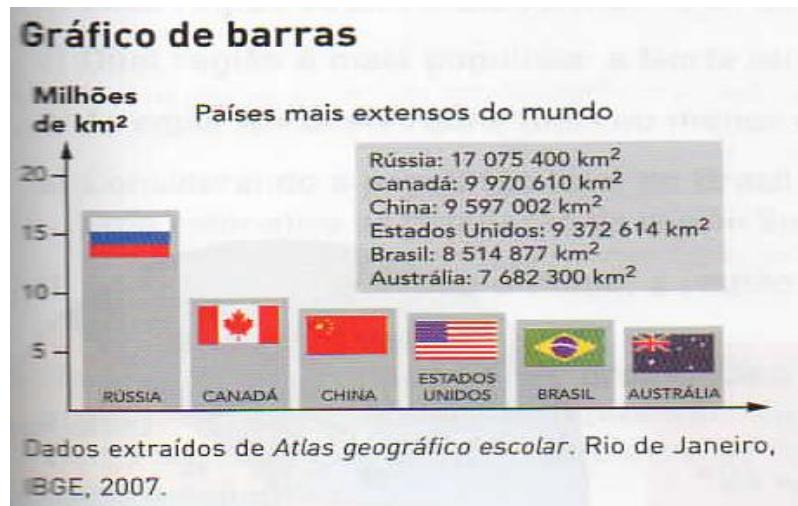 Gráfico de barras
Milhões
de km²
Países mais extensos do mundo
Rússia: 17 075 400 km²
Canadá: 9 970 610 km²
China: 9 597 002 km²
Estados Unidos: 9 372 614 km²
Brasil: 8 514 877 km²
Austrália: 7 682 300 km²
20
15
10
5
RÚSSIA
CANADÁ
CHINA
ESTADOS
UNIDOS
BRASIL
AUSTRÁLIA
Dados extraídos de Atlas geográfico escolar. Rio de Janeiro,
IBGE, 2007.